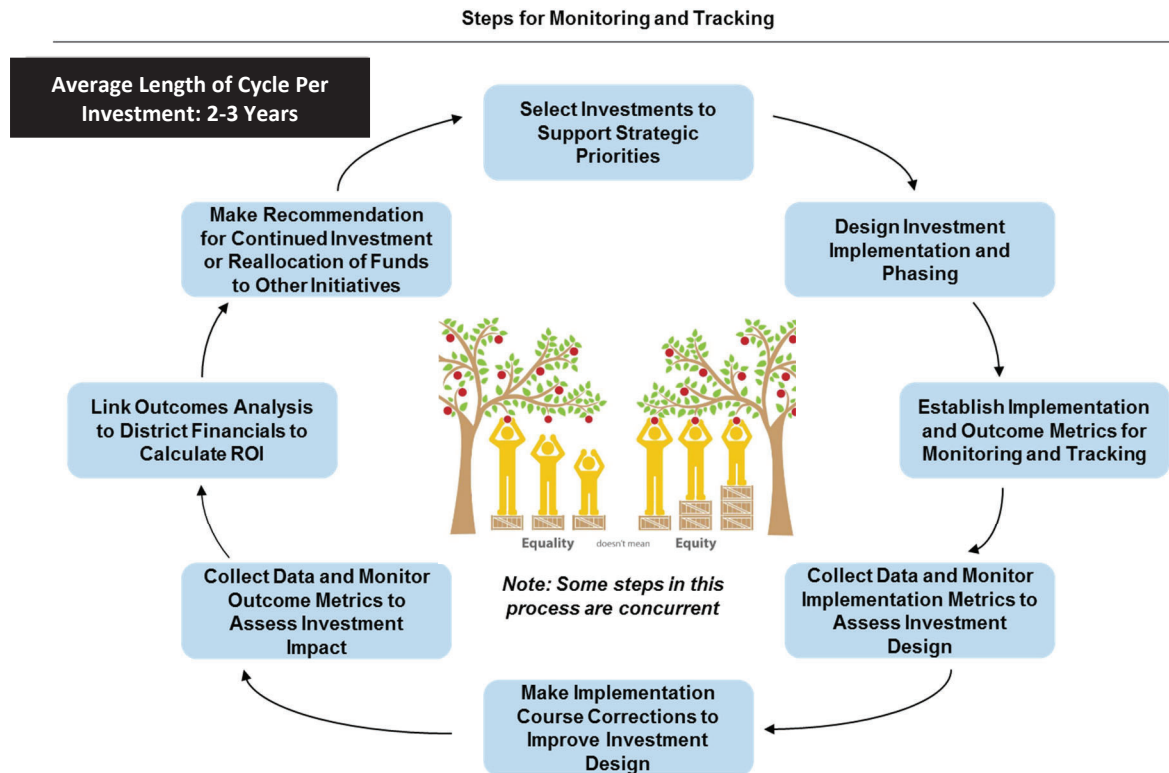 Steps for Monitoring and Tracking
Average Length of Cycle Per
Investment: 2-3 Years
Select Investments to
Support Strategic
Priorities
Design Investment
Implementation and
Phasing
Establish Implementation
and Outcome Metrics for
Monitoring and Tracking
Collect Data and Monitor
Implementation Metrics to
Assess Investment
Design
Make Implementation
Course Corrections to
Improve Investment
Design
Collect Data and Monitor
Outcome Metrics to
Assess Investment
Impact
Link Outcomes Analysis
to District Financials to
Calculate ROI
Make Recommendation
for Continued Investment
or Reallocation of Funds
to Other Initiatives
Equality doesn't mean Equity
Note: Some steps in this
process are concurrent